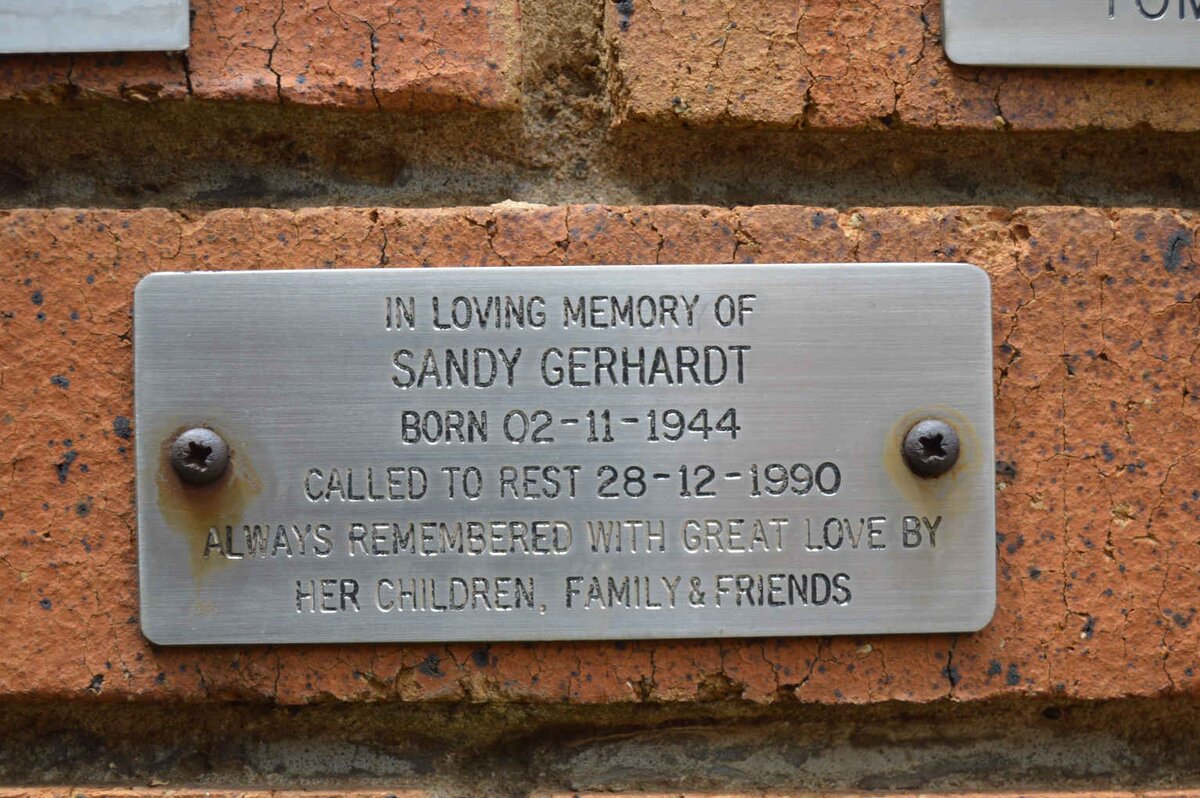 IN LOVING MEMORY OF
SANDY GERHARDT
BORN 02-11-1944
CALLED TO REST 28-12-1990
ALWAYS REMEMBERED WITH GREAT LOVE BY
HER CHILDREN, FAMILY & FRIENDS